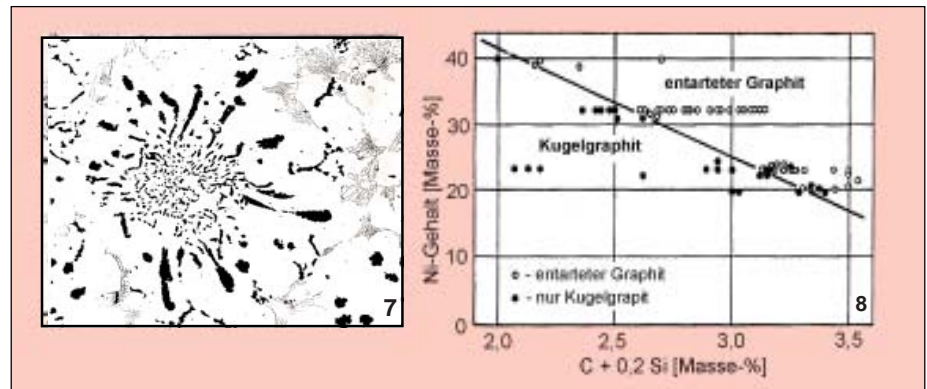 7
Ni-Gehalt [Masse-%]
40
30
20
10
0
entarteter Graphit
Kugelgraphit
o - entarteter Graphit
• - nur Kugelgrapit
8
2,0 2,5 3,0 3,5
C + 0,2 Si [Masse-%]